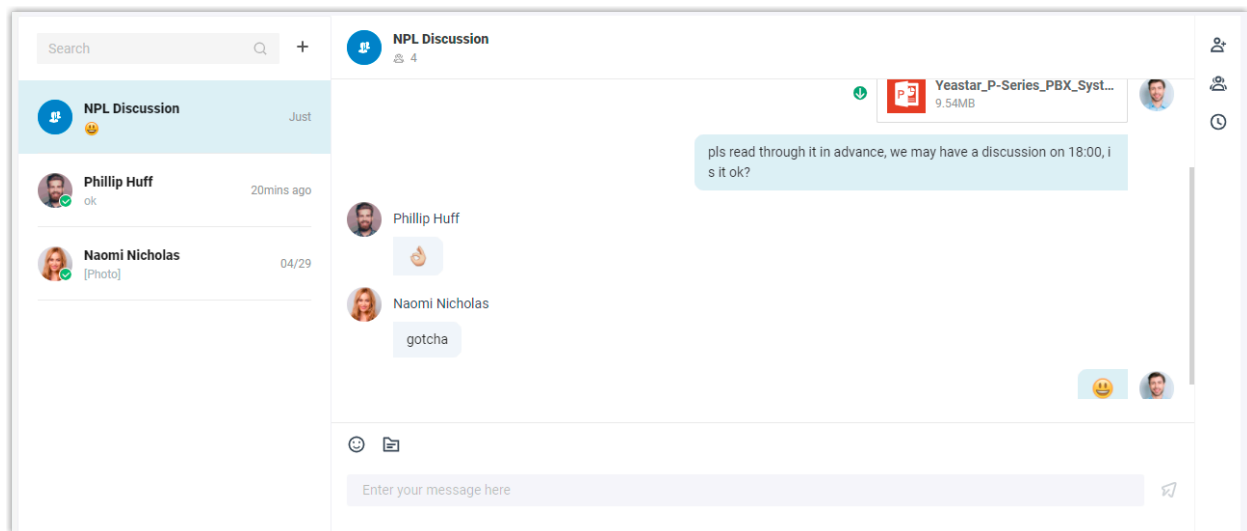 Search
NPL Discussion
😃
Just
Phillip Huff
ok
20mins ago
Naomi Nicholas
[Photo]
04/29
NPL Discussion
4
Yeastar_P-Series_PBX_Syst...
9.54MB
pls read through it in advance, we may have a discussion on 18:00, i
s it ok?
Phillip Huff
👌
Naomi Nicholas
gotcha
😃
Enter your message here